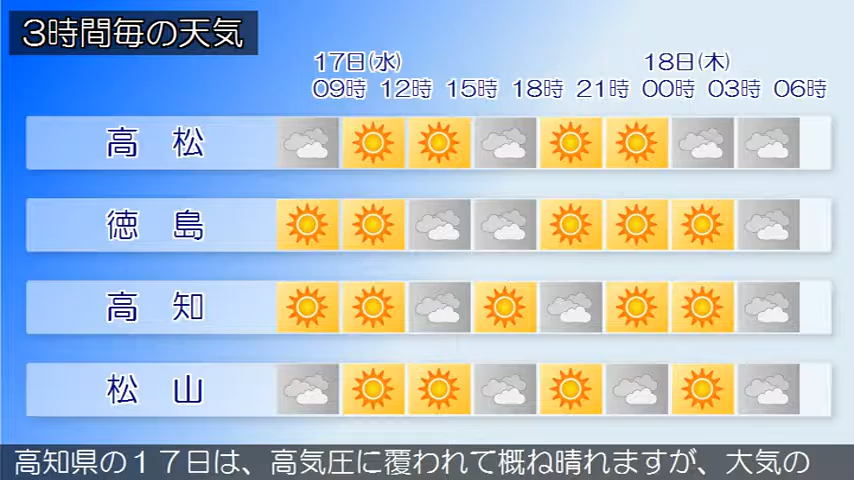 3時間毎の天気
17日(水) 18日(木)
09時 12時 15時 18時 21時 00時 03時 06時
高松
徳島
高知
松山
高知県の１７日は、高気圧に覆われて概ね晴れますが、大気の